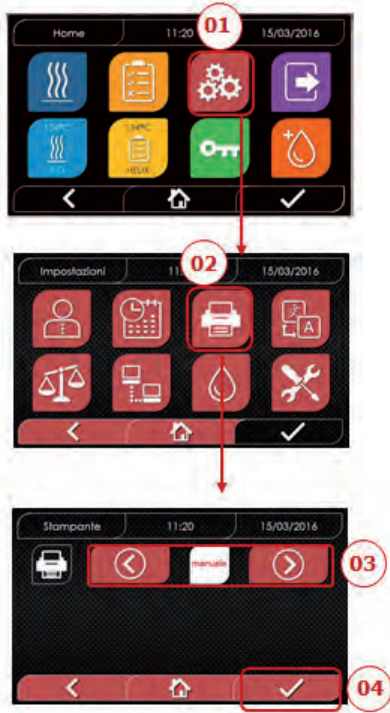 01
Home 11:20 15/03/2016
134°C 134°C
B.D. HELIX
02
Impostazioni 11: 15/03/2016
Stampante 11:20 15/03/2016
manuale
03
04